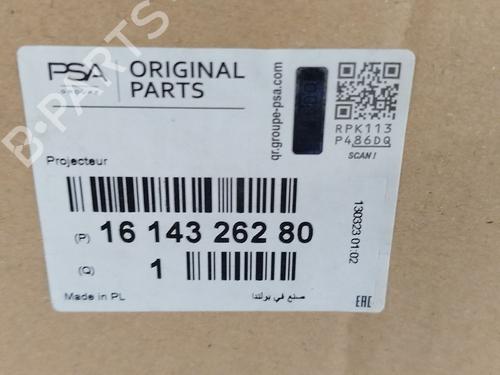 PSA
GROUPE
ORIGINAL
PARTS
qr.groupe-psa.com
RPK113
P486DQ
SCAN!
B-PARTS
Projecteur
(P) 16 143 262 80
(Q) 1
130323 01:02
Made in PL
صنع في بولندا
EAC